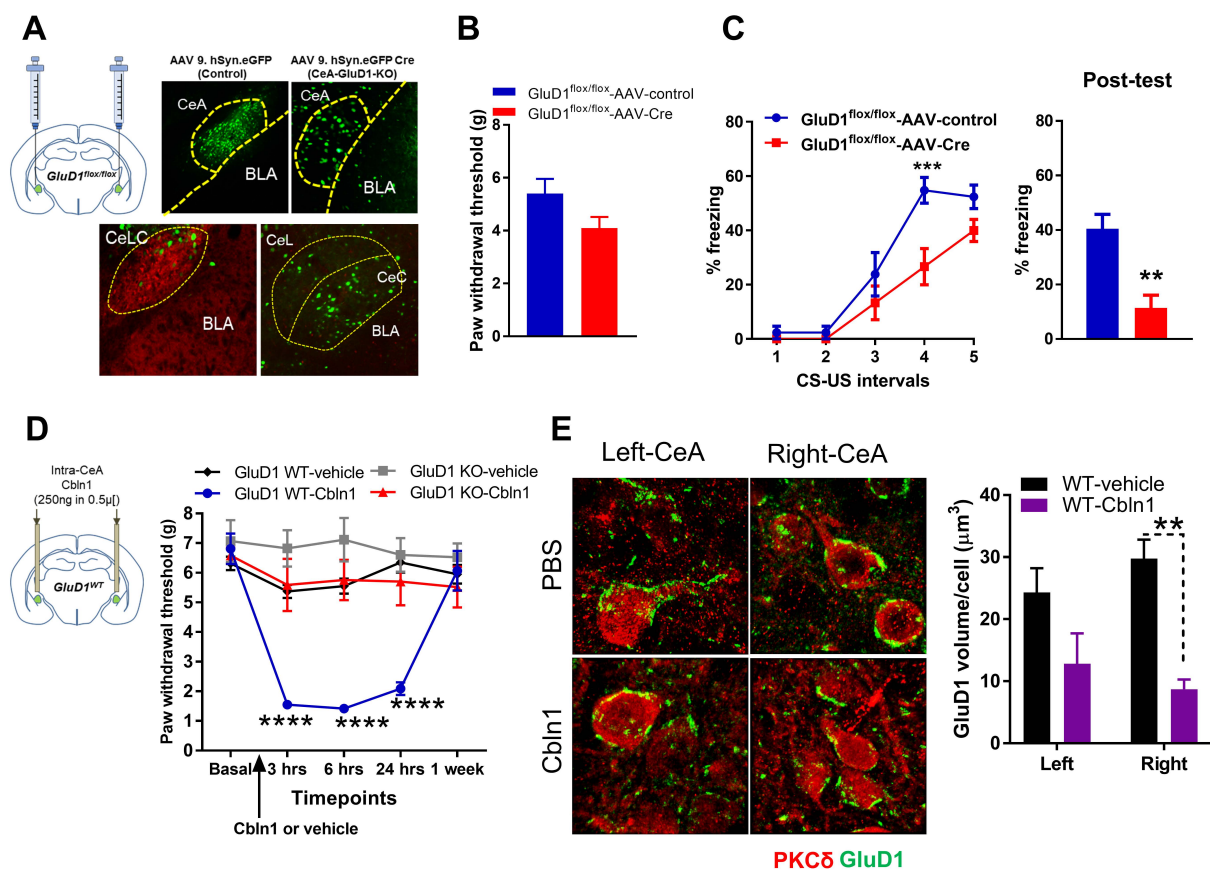 A
AAV 9. hSyn.eGFP
(Control)
AAV 9. hSyn.eGFP Cre
(CeA-GluD1-KO)
GluD1flox/flox
CeA
BLA
CeA
BLA
CeLC
BLA
CeL
CeC
BLA
B
GluD1flox/flox-AAV-control
GluD1flox/flox-AAV-Cre
Paw withdrawal threshold (g)
8
6
4
2
0
C
GluD1flox/flox-AAV-control
GluD1flox/flox-AAV-Cre
***
% freezing
80
60
40
20
0
1 2 3 4 5
CS-US intervals
Post-test
% freezing
80
60
40
20
0
**
D
Intra-CeA
Cbln1
(250ng in 0.5µ[)
GluD1WT
GluD1 WT-vehicle
GluD1 KO-vehicle
GluD1 WT-Cbln1
GluD1 KO-Cbln1
Paw withdrawal threshold (g)
8
7
6
5
4
3
2
1
0
**** **** ****
Basal 3 hrs 6 hrs 24 hrs 1 week
Timepoints
Cbln1 or vehicle
E
Left-CeA Right-CeA
PBS
Cbln1
PKCδ GluD1
WT-vehicle
WT-Cbln1
GluD1 volume/cell (µm3)
40
30
20
10
0
**
Left Right